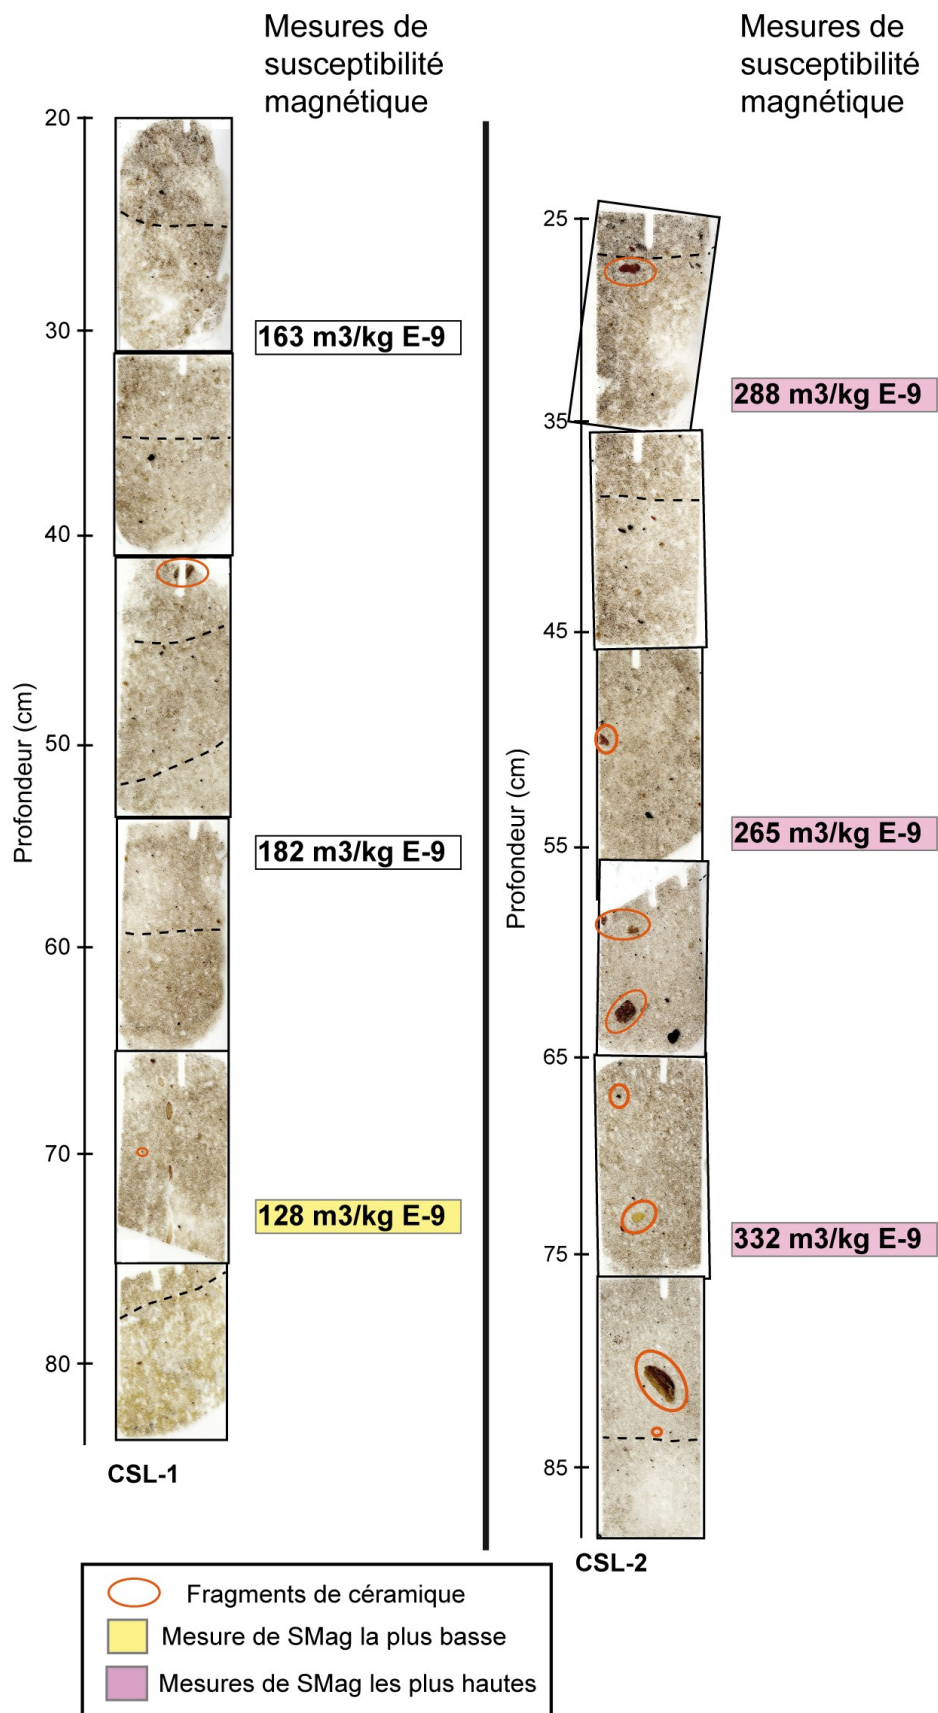 Mesures de
susceptibilité
magnétique
20
30
163 m3/kg E-9
40
Profondeur (cm)
50
182 m3/kg E-9
60
70
128 m3/kg E-9
80
CSL-1
Mesures de
susceptibilité
magnétique
25
288 m3/kg E-9
35
45
Profondeur (cm)
265 m3/kg E-9
55
65
332 m3/kg E-9
75
85
CSL-2
Fragments de céramique
Mesure de SMag la plus basse
Mesures de SMag les plus hautes